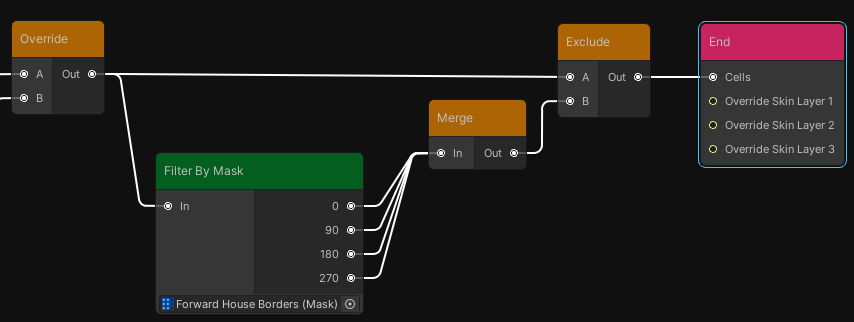 Override
A Out
B
Filter By Mask
In 0
90
180
270
Forward House Borders (Mask)
Merge
In Out
Exclude
A Out
B
End
Cells
Override Skin Layer 1
Override Skin Layer 2
Override Skin Layer 3